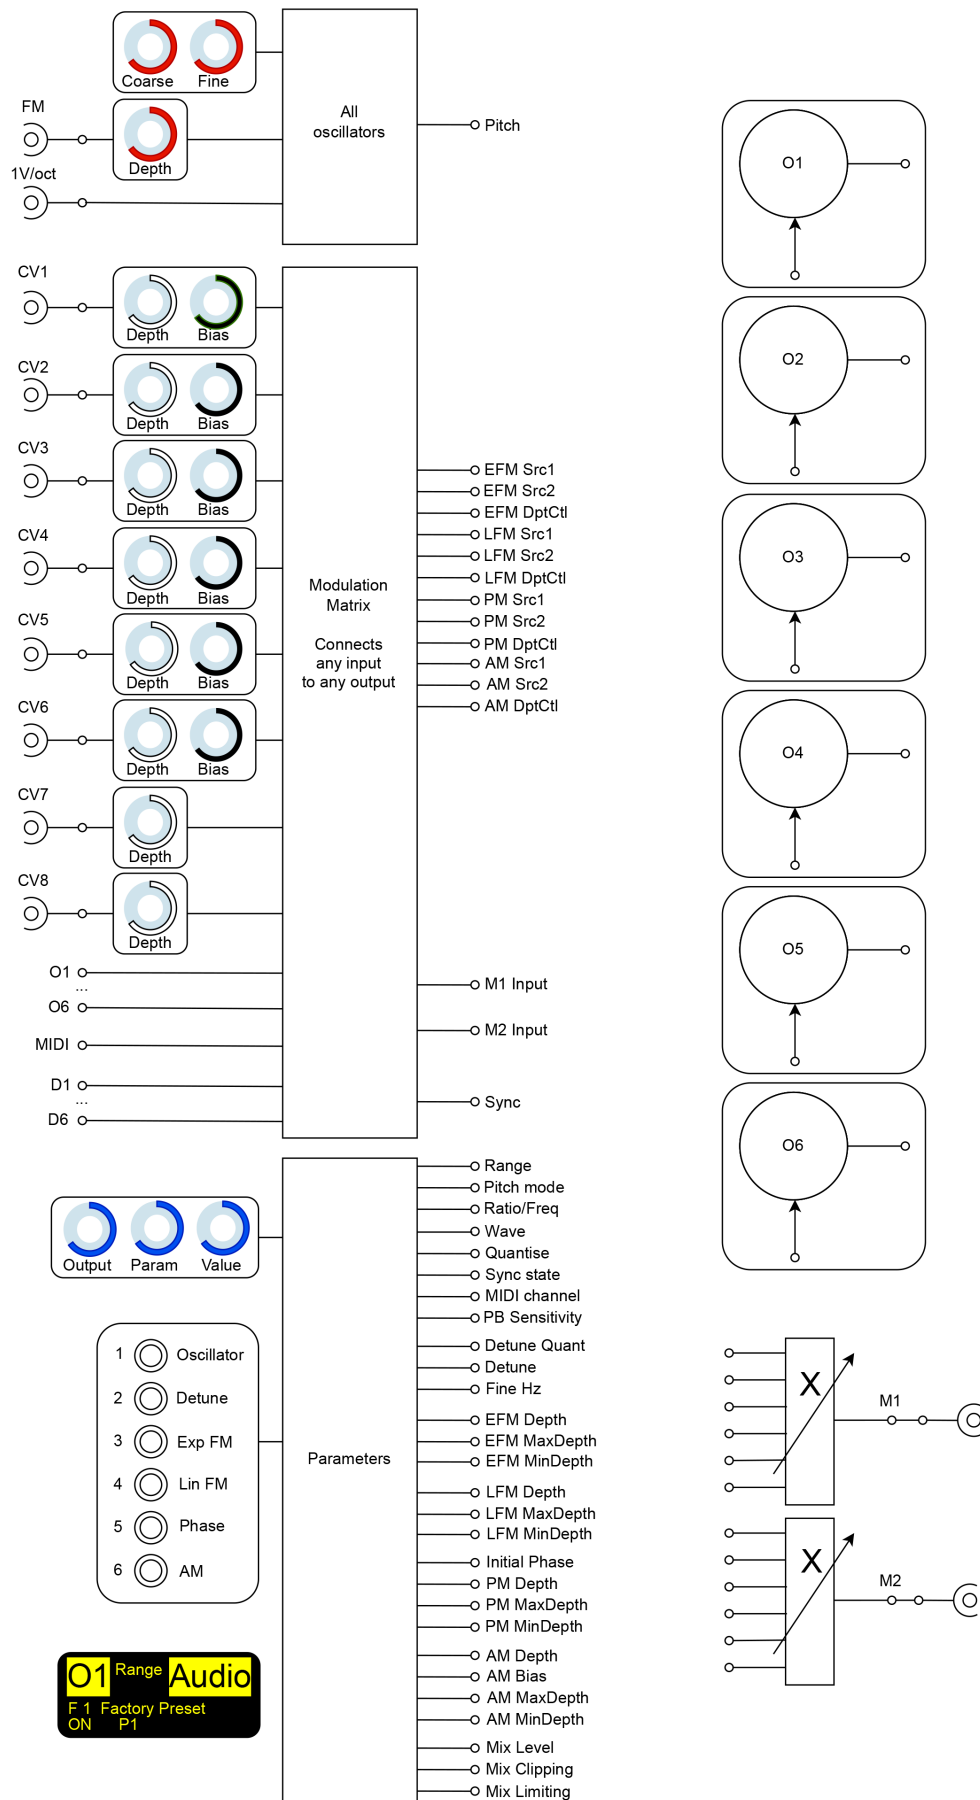 Coarse Fine
FM
Depth
1V/oct
All
oscillators
Pitch
CV1
Depth Bias
CV2
Depth Bias
CV3
Depth Bias
CV4
Depth Bias
CV5
Depth Bias
CV6
Depth Bias
CV7
Depth
CV8
Depth
O1
...
O6
MIDI
D1
...
D6
Modulation
Matrix
Connects
any input
to any output
EFM Src1
EFM Src2
EFM DptCtl
LFM Src1
LFM Src2
LFM DptCtl
PM Src1
PM Src2
PM DptCtl
AM Src1
AM Src2
AM DptCtl
M1 Input
M2 Input
Sync
Output Param Value
1 Oscillator
2 Detune
3 Exp FM
4 Lin FM
5 Phase
6 AM
O1 Range Audio
F 1 Factory Preset
ON P1
Parameters
Range
Pitch mode
Ratio/Freq
Wave
Quantise
Sync state
MIDI channel
PB Sensitivity
Detune Quant
Detune
Fine Hz
EFM Depth
EFM MaxDepth
EFM MinDepth
LFM Depth
LFM MaxDepth
LFM MinDepth
Initial Phase
PM Depth
PM MaxDepth
PM MinDepth
AM Depth
AM Bias
AM MaxDepth
AM MinDepth
Mix Level
Mix Clipping
Mix Limiting
O1
O2
O3
O4
O5
O6
X
M1
X
M2